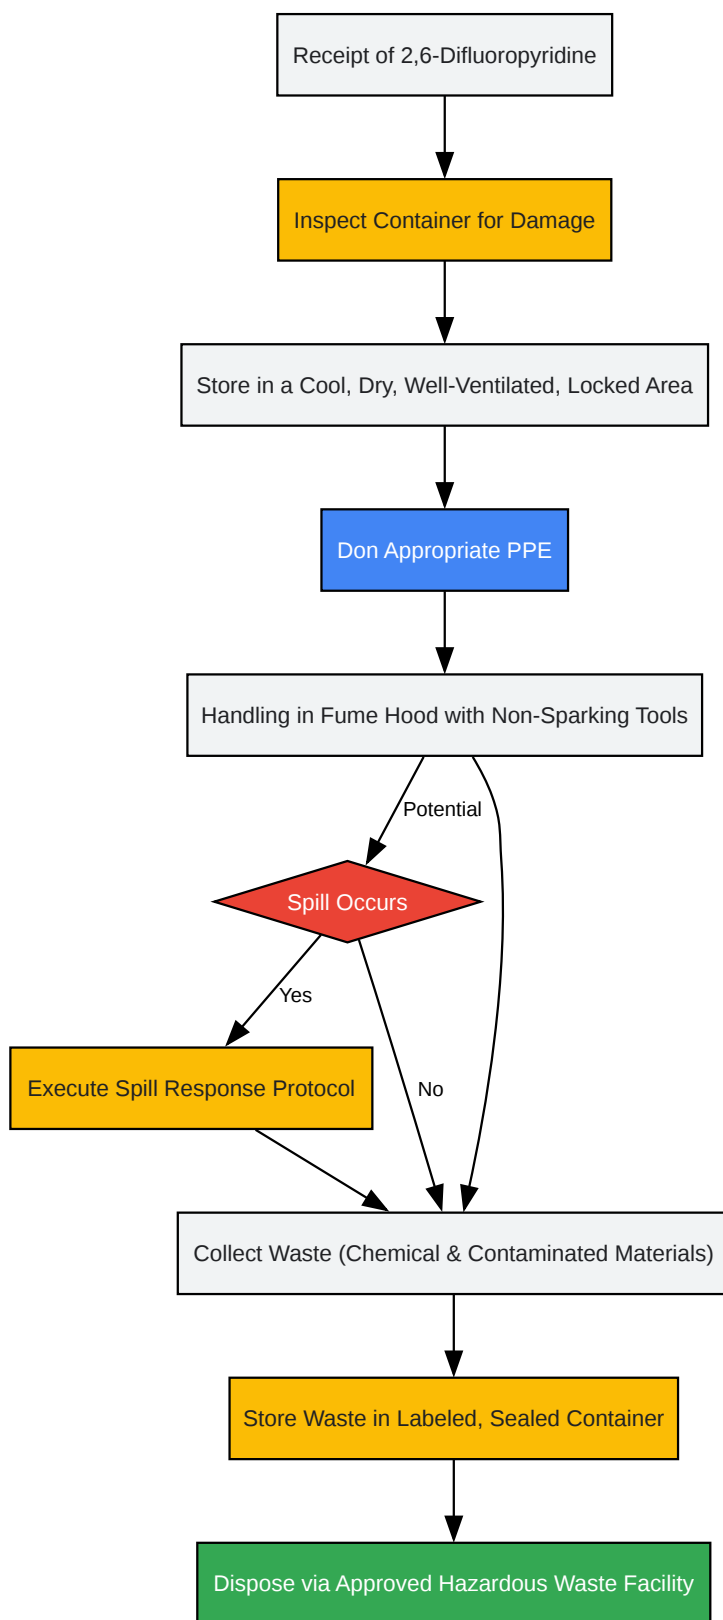 Receipt of 2,6-Difluoropyridine
Inspect Container for Damage
Store in a Cool, Dry, Well-Ventilated, Locked Area
Don Appropriate PPE
Handling in Fume Hood with Non-Sparking Tools
Potential
Spill Occurs
Yes
Execute Spill Response Protocol
No
Collect Waste (Chemical & Contaminated Materials)
Store Waste in Labeled, Sealed Container
Dispose via Approved Hazardous Waste Facility